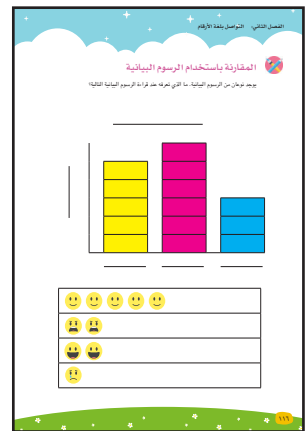 الفصل الثاني: التواصل بلغة الأرقام
المقارنة باستخدام الرسوم البيانية
يوجد نوعان من الرسوم البيانية. ما الذي تعرفه عند قراءة الرسوم البيانية التالية؟
١١٦